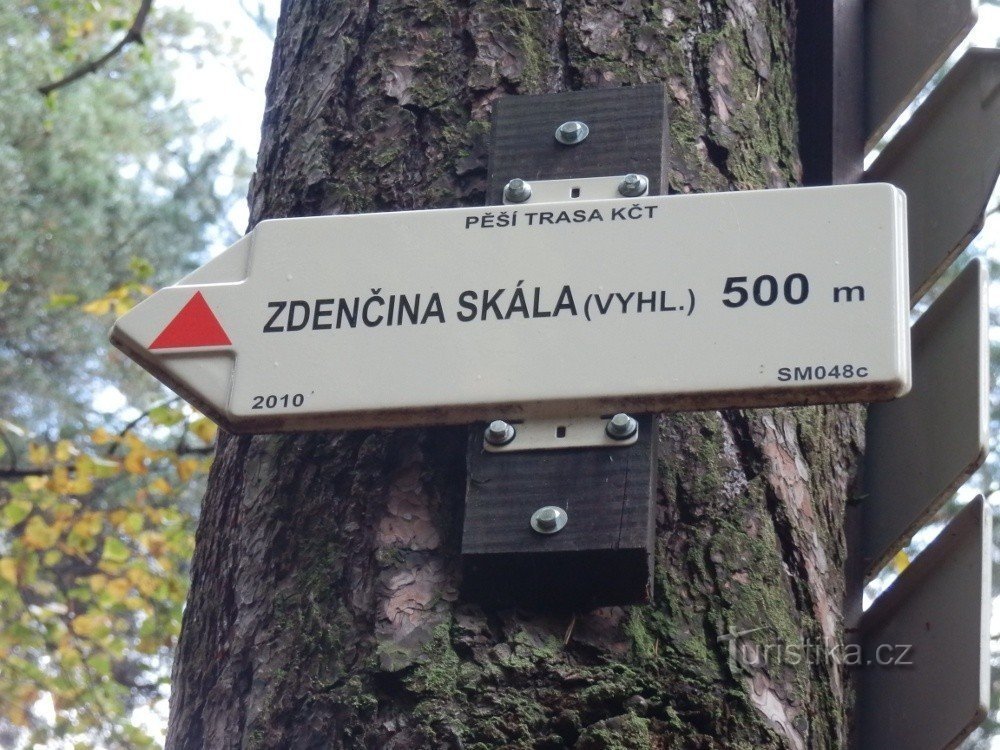 PĚŠÍ TRASA KČT
ZDENČINA SKÁLA (VYHL.) 500 m
SM048c
2010
Turistika.cz